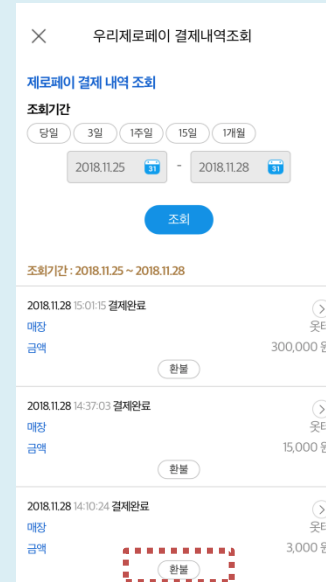 우리제로페이 결제내역조회
제로페이 결제 내역 조회
조회기간
당일 3일 1주일 15일 1개월
2018.11.25 31 - 2018.11.28 31
조회
조회기간 : 2018.11.25 ~ 2018.11.28
2018.11.28 15:01:15 결제완료
매장
금액 300,000 원
환불
2018.11.28 14:37:03 결제완료
매장
금액 15,000 원
환불
2018.11.28 14:10:24 결제완료
매장
금액 3,000 원
환불